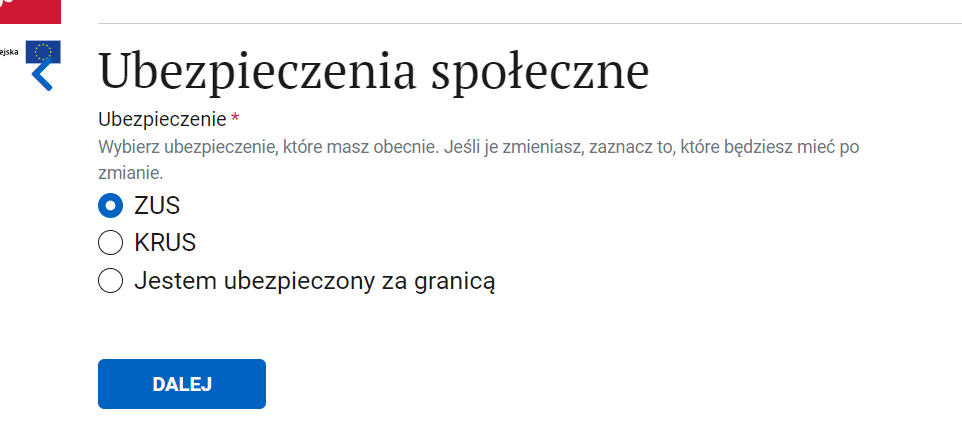 Ubezpieczenia społeczne
Ubezpieczenie *
Wybierz ubezpieczenie, które masz obecnie. Jeśli je zmieniasz, zaznacz to, które będziesz mieć po
zmianie.
ZUS
KRUS
Jestem ubezpieczony za granicą
DALEJ